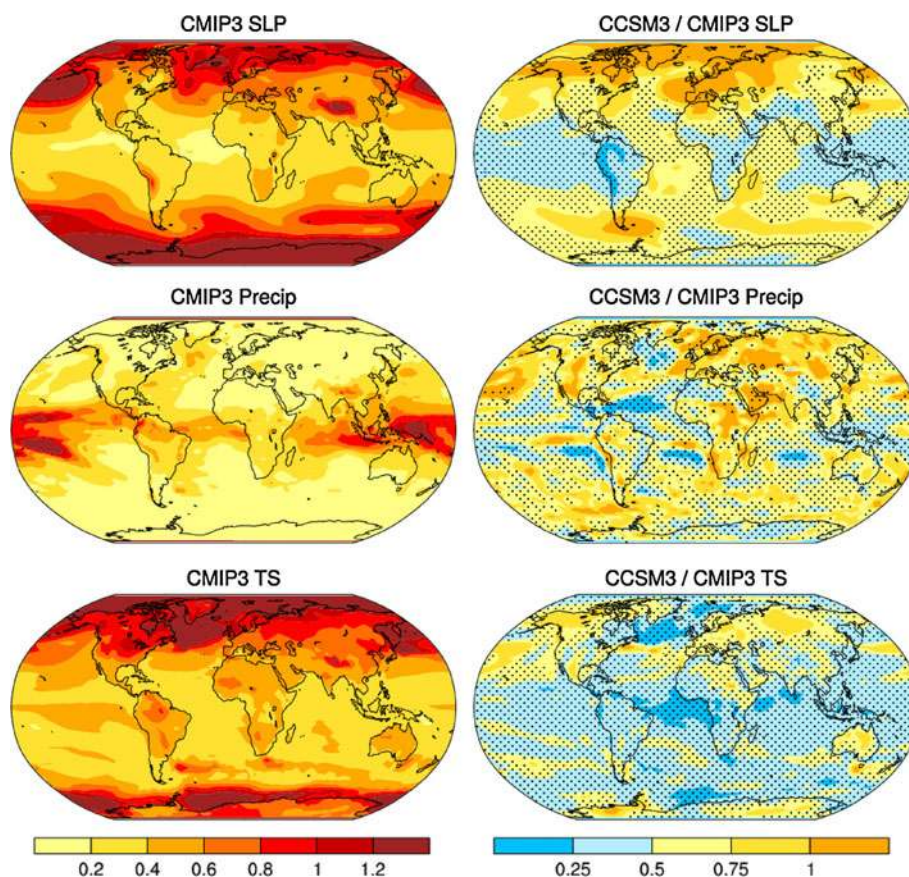 CMIP3 SLP
CCSM3 / CMIP3 SLP
CMIP3 Precip
CCSM3 / CMIP3 Precip
CMIP3 TS
CCSM3 / CMIP3 TS
0.2 0.4 0.6 0.8 1 1.2
0.25 0.5 0.75 1